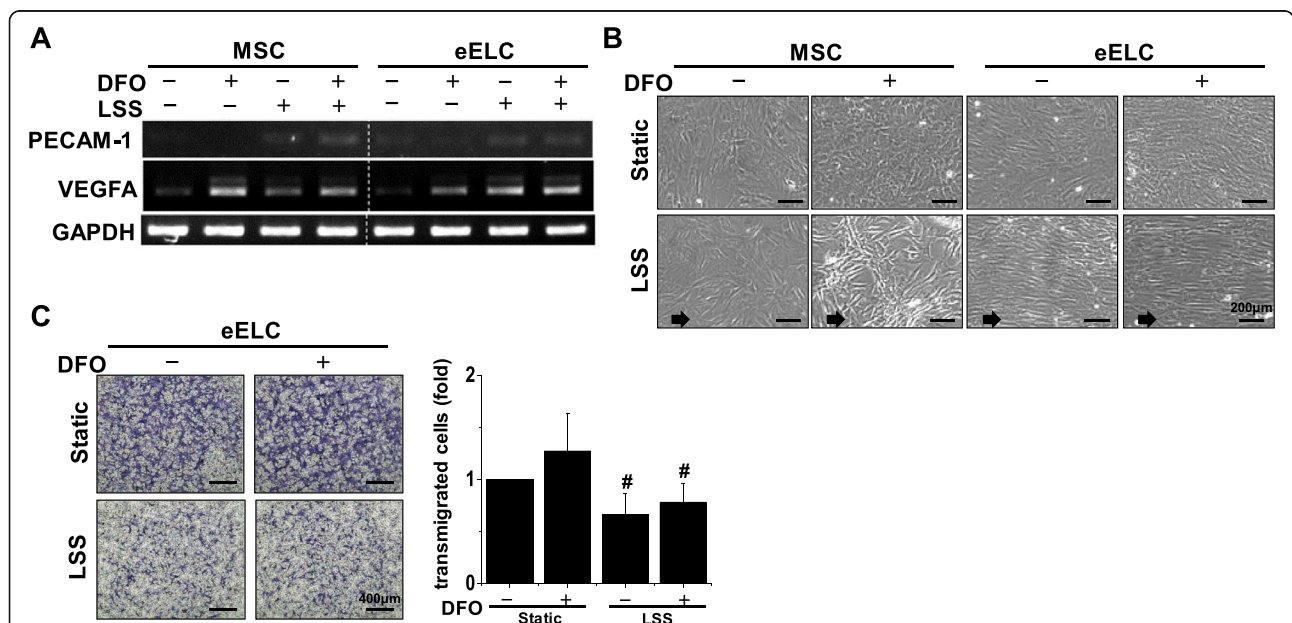 A
MSC eELC
DFO − + − + − + − +
LSS − − + + − − + +
PECAM-1
VEGFA
GAPDH
B
MSC eELC
DFO − + − +
Static
LSS
200µm
C
eELC
DFO − +
Static
LSS
400µm
transmigrated cells (fold)
2
1
0
# #
DFO − + − +
Static LSS